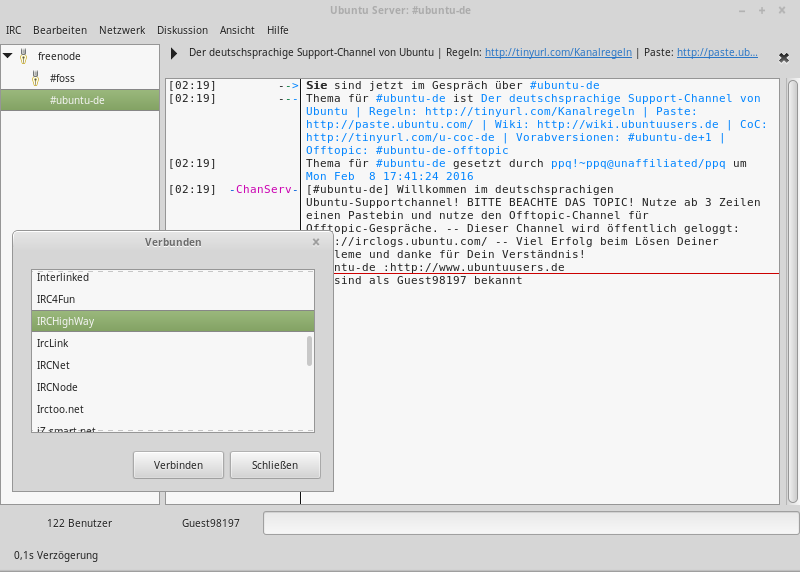 Ubuntu Server: #ubuntu-de
IRC Bearbeiten Netzwerk Diskussion Ansicht Hilfe
freenode
#foss
#ubuntu-de
Der deutschsprachige Support-Channel von Ubuntu | Regeln: http://tinyurl.com/Kanalregeln | Paste: http://paste.ub...
[02:19] --> Sie sind jetzt im Gespräch über #ubuntu-de
[02:19] --- Thema für #ubuntu-de ist Der deutschsprachige Support-Channel von
Ubuntu | Regeln: http://tinyurl.com/Kanalregeln | Paste:
http://paste.ubuntu.com/ | Wiki: http://wiki.ubuntuusers.de | CoC:
http://tinyurl.com/u-coc-de | Vorabversionen: #ubuntu-de+1 |
Offtopic: #ubuntu-de-offtopic
[02:19] Thema für #ubuntu-de gesetzt durch ppq!~ppq@unaffiliated/ppq um
Mon Feb  8 17:41:24 2016
[02:19] -ChanServ- [#ubuntu-de] Willkommen im deutschsprachigen
Ubuntu-Supportchannel! BITTE BEACHTE DAS TOPIC! Nutze ab 3 Zeilen
einen Pastebin und nutze den Offtopic-Channel für
Offtopic-Gespräche. -- Dieser Channel wird öffentlich geloggt:
://irclogs.ubuntu.com/ -- Viel Erfolg beim Lösen Deiner
leme und danke für Dein Verständnis!
ntu-de :http://www.ubuntuusers.de
sind als Guest98197 bekannt
Verbunden
Interlinked
IRC4Fun
IRCHighWay
IrcLink
IRCNet
IRCNode
Irctoo.net
iZ-smart.net
Verbinden Schließen
122 Benutzer Guest98197
0,1s Verzögerung